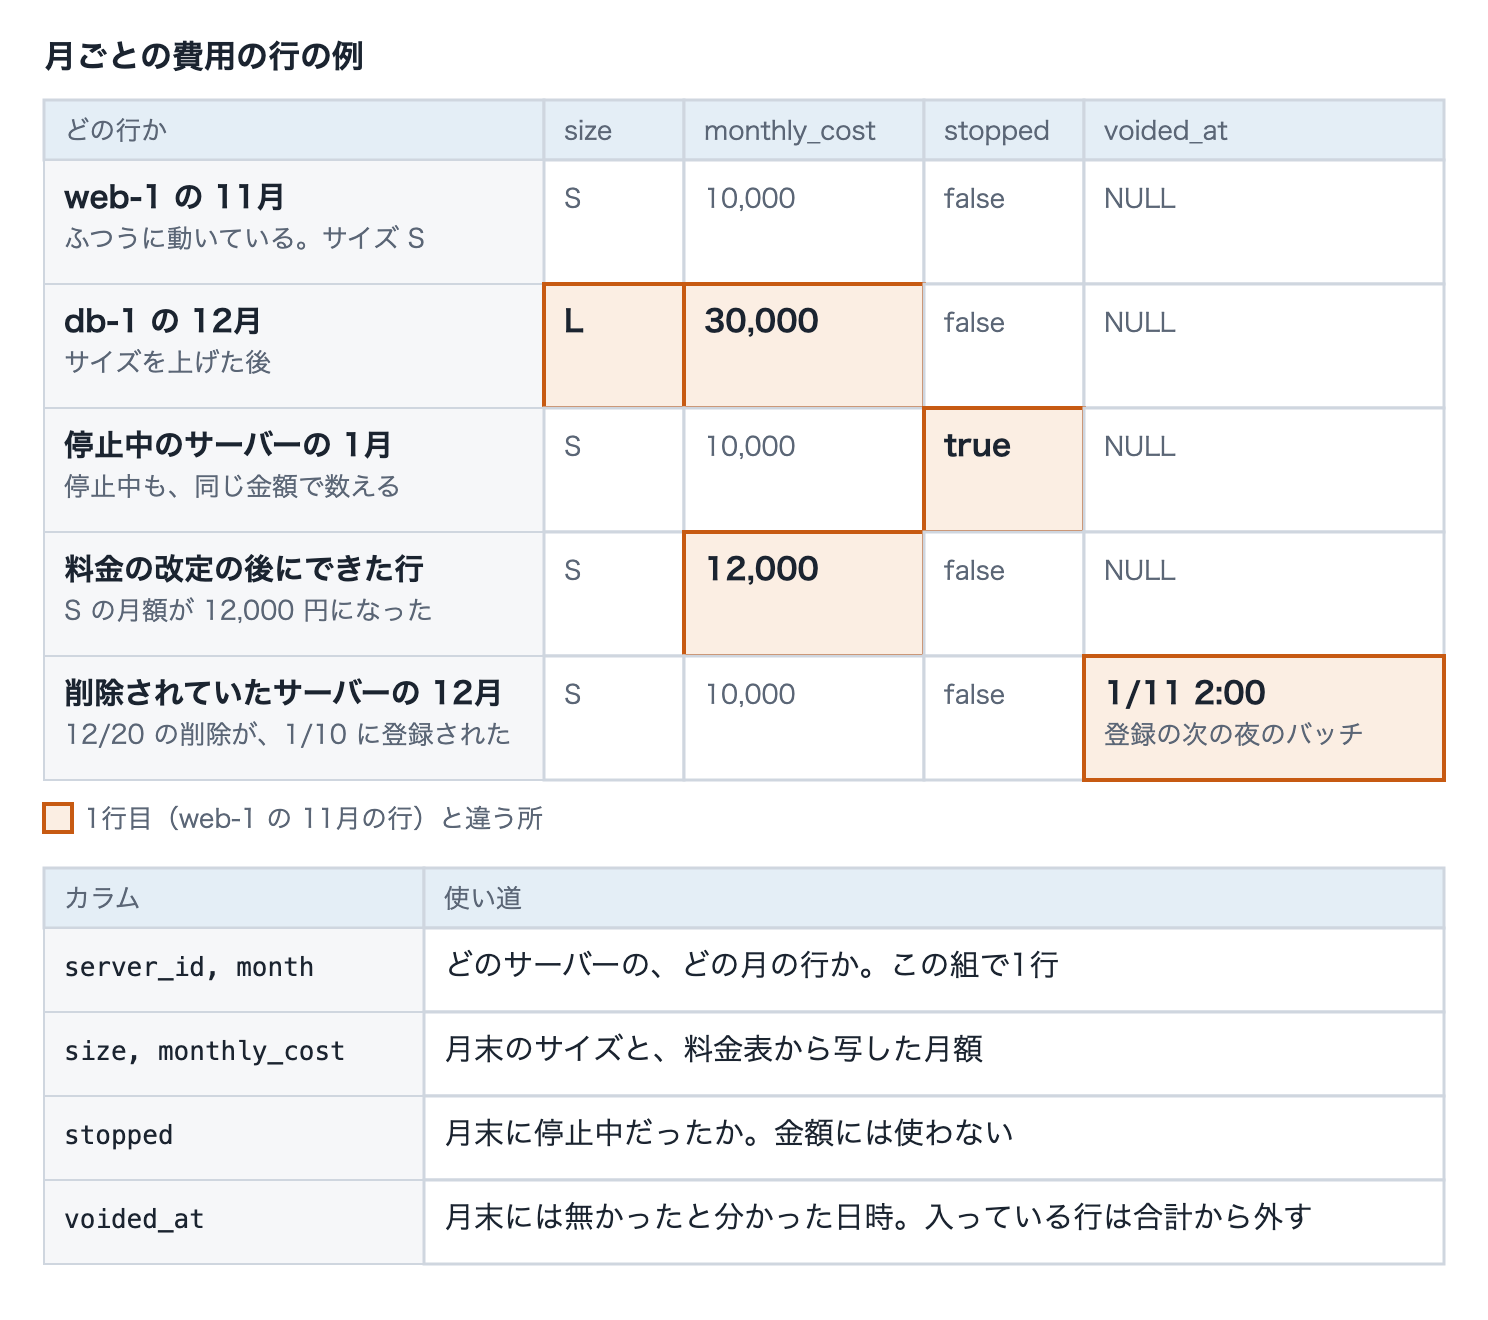 月ごとの費用の行の例
どの行か size monthly_cost stopped voided_at
web-1 の 11月 S 10,000 false NULL
ふつうに動いている。サイズ S
db-1 の 12月 L 30,000 false NULL
サイズを上げた後
停止中のサーバーの 1月 S 10,000 true NULL
停止中も、同じ金額で数える
料金の改定の後にできた行 S 12,000 false NULL
S の月額が 12,000 円になった
削除されていたサーバーの 12月 S 10,000 false 1/11 2:00
12/20 の削除が、1/10 に登録された 登録の次の夜のバッチ
1行目（web-1 の 11月の行）と違う所
カラム 使い道
server_id, month どのサーバーの、どの月の行か。この組で1行
size, monthly_cost 月末のサイズと、料金表から写した月額
stopped 月末に停止中だったか。金額には使わない
voided_at 月末には無かったと分かった日時。入っている行は合計から外す